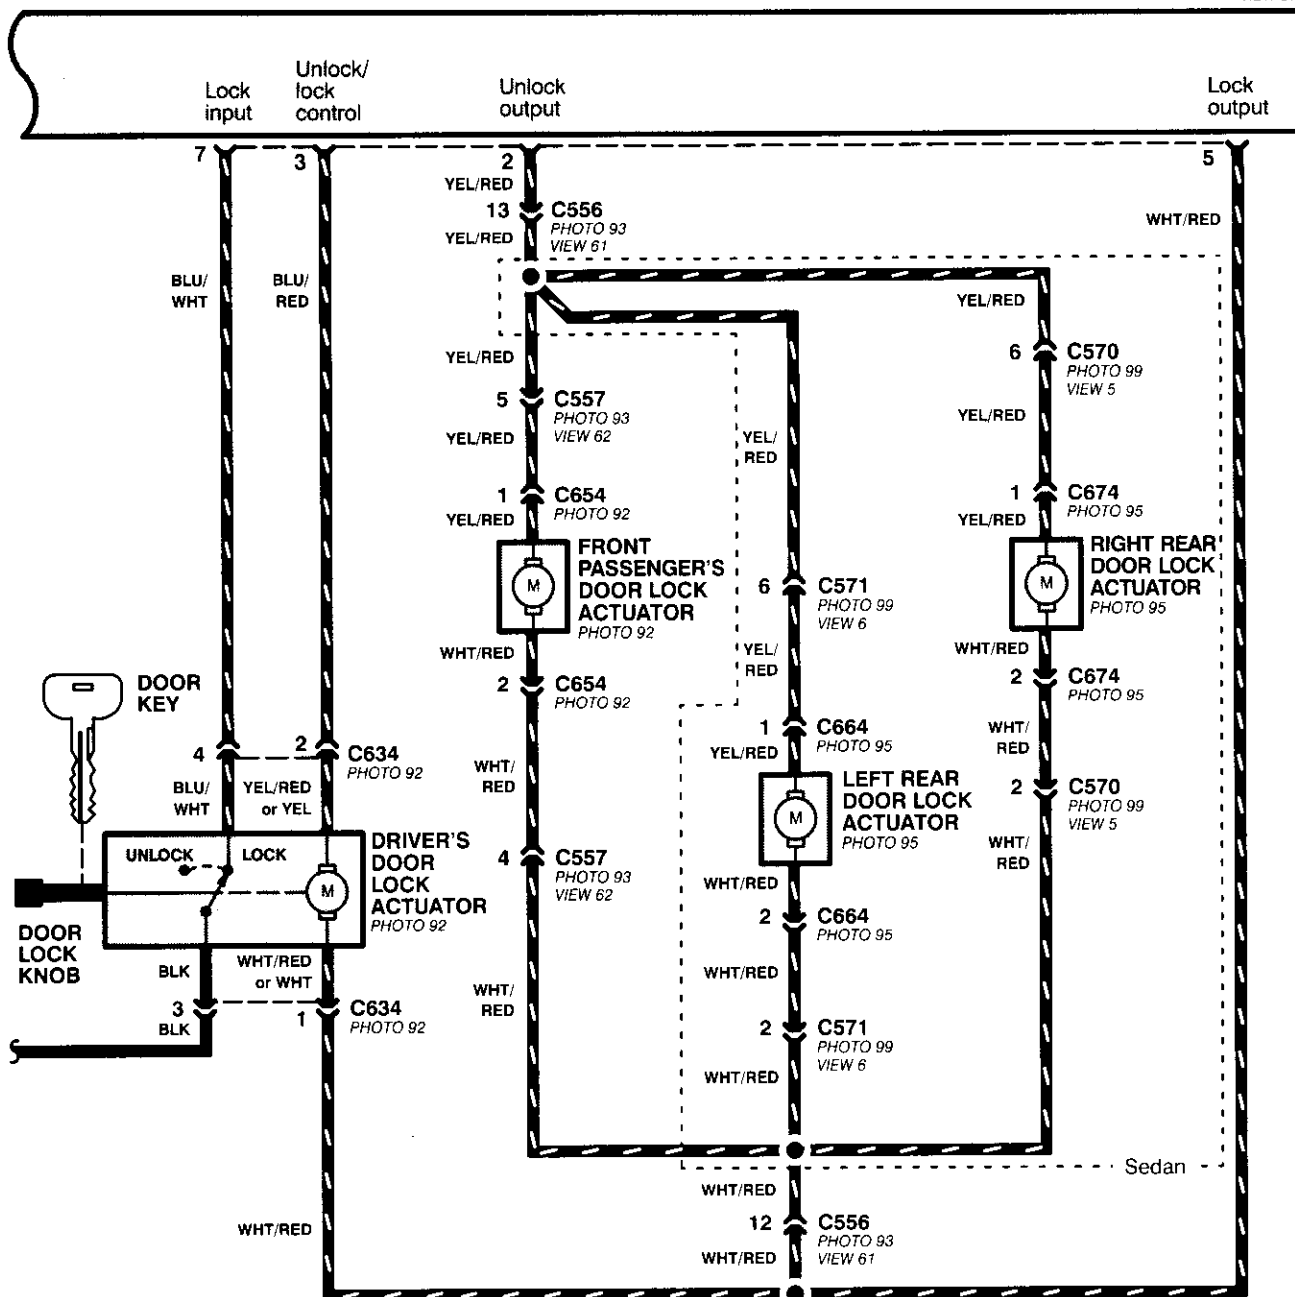 Lock
input
Unlock/
lock
control
Unlock
output
Lock
output
7
3
2
5
YEL/RED
13
C556
PHOTO 93
VIEW 61
YEL/RED
WHT/RED
BLU/
WHT
BLU/
RED
YEL/RED
YEL/RED
5
C557
PHOTO 93
VIEW 62
YEL/RED
6
C570
PHOTO 99
VIEW 5
YEL/RED
YEL/
RED
1
C654
PHOTO 92
YEL/RED
1
C674
PHOTO 95
YEL/RED
M
FRONT
PASSENGER'S
DOOR LOCK
ACTUATOR
PHOTO 92
6
C571
PHOTO 99
VIEW 6
M
RIGHT REAR
DOOR LOCK
ACTUATOR
PHOTO 95
WHT/RED
2
C654
PHOTO 92
YEL/
RED
WHT/RED
2
C674
PHOTO 95
DOOR
KEY
4
2
C634
PHOTO 92
1
C664
PHOTO 95
YEL/RED
WHT/
RED
BLU/
WHT
YEL/RED
or YEL
WHT/
RED
M
LEFT REAR
DOOR LOCK
ACTUATOR
PHOTO 95
2
C570
PHOTO 99
VIEW 5
WHT/
RED
UNLOCK
LOCK
M
DRIVER'S
DOOR
LOCK
ACTUATOR
PHOTO 92
4
C557
PHOTO 93
VIEW 62
WHT/RED
2
C664
PHOTO 95
DOOR
LOCK
KNOB
BLK
WHT/RED
or WHT
WHT/
RED
WHT/RED
3
BLK
1
C634
PHOTO 92
2
C571
PHOTO 99
VIEW 6
WHT/RED
Sedan
WHT/RED
WHT/RED
12
C556
PHOTO 93
VIEW 61
WHT/RED